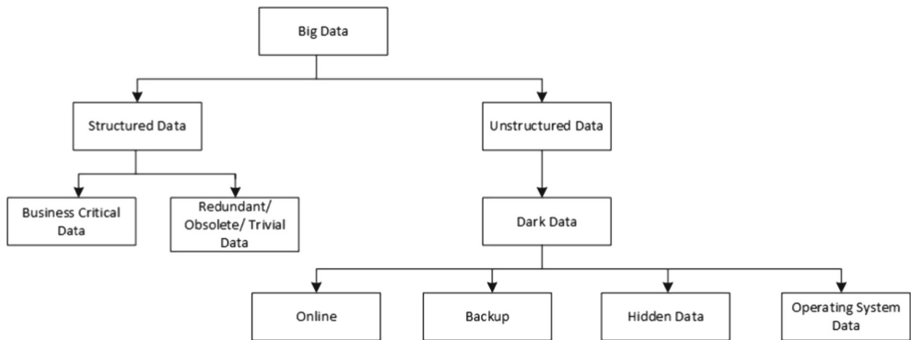 Big Data
Structured Data
Unstructured Data
Business Critical
Data
Redundant/
Obsolete/ Trivial
Data
Dark Data
Online
Backup
Hidden Data
Operating System
Data